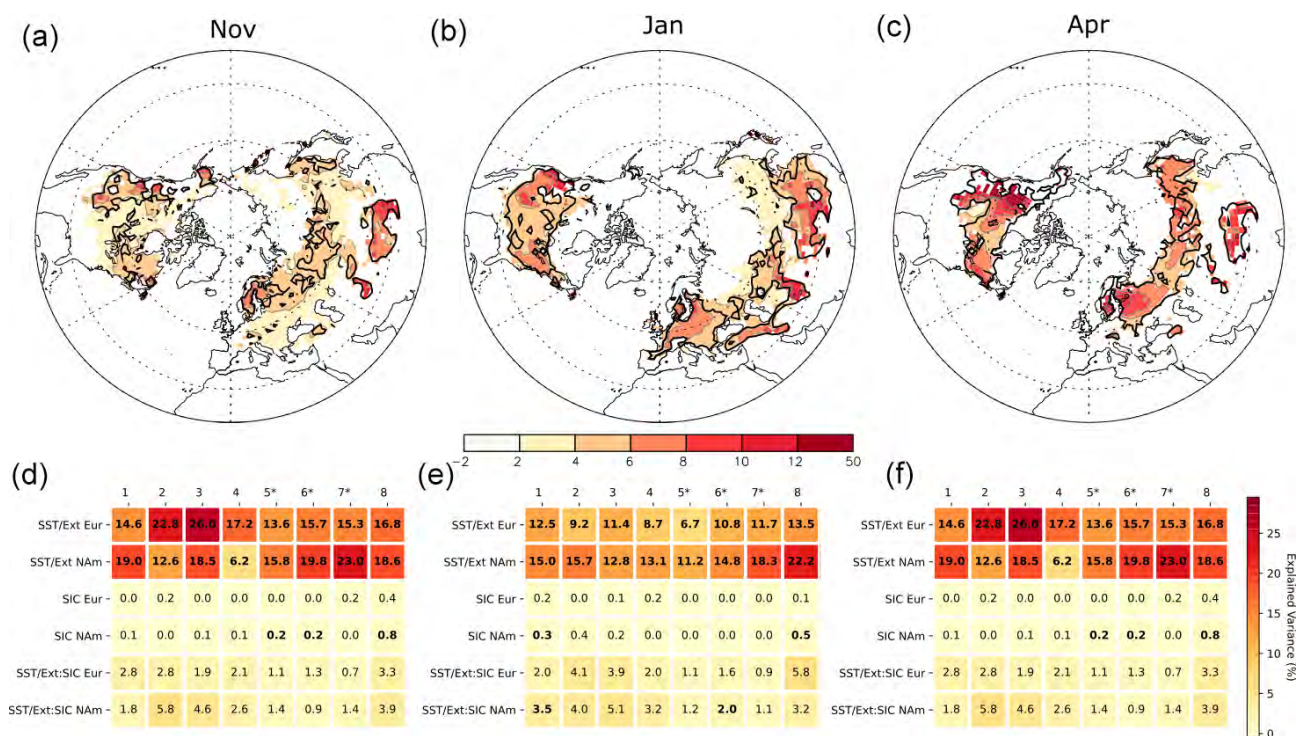 (a) Nov (b) Jan (c) Apr
−2 2 4 6 8 10 12 50
(d) (e) (f)
1 2 3 4 5* 6* 7* 8 1 2 3 4 5* 6* 7* 8 1 2 3 4 5* 6* 7* 8
SST/Ext Eur 14.6 22.8 26.0 17.2 13.6 15.7 15.3 16.8 12.5 9.2 11.4 8.7 6.7 10.8 11.7 13.5 14.6 22.8 26.0 17.2 13.6 15.7 15.3 16.8
SST/Ext NAm 19.0 12.6 18.5 6.2 15.8 19.8 23.0 18.6 15.0 15.7 12.8 13.1 11.2 14.8 18.3 22.2 19.0 12.6 18.5 6.2 15.8 19.8 23.0 18.6
SIC Eur 0.0 0.2 0.0 0.0 0.0 0.0 0.2 0.4 0.2 0.0 0.1 0.2 0.0 0.0 0.0 0.1 0.0 0.2 0.0 0.0 0.0 0.0 0.2 0.4
SIC NAm 0.1 0.0 0.1 0.1 0.2 0.2 0.0 0.8 0.3 0.4 0.2 0.0 0.0 0.0 0.0 0.5 0.1 0.0 0.1 0.1 0.2 0.2 0.0 0.8
SST/Ext:SIC Eur 2.8 2.8 1.9 2.1 1.1 1.3 0.7 3.3 2.0 4.1 3.9 2.0 1.1 1.6 0.9 5.8 2.8 2.8 1.9 2.1 1.1 1.3 0.7 3.3
SST/Ext:SIC NAm 1.8 5.8 4.6 2.6 1.4 0.9 1.4 3.9 3.5 4.0 5.1 3.2 1.2 2.0 1.1 3.2 1.8 5.8 4.6 2.6 1.4 0.9 1.4 3.9
SST/Ext Eur
SST/Ext NAm
SIC Eur
SIC NAm
SST/Ext:SIC Eur
SST/Ext:SIC NAm
SST/Ext Eur
SST/Ext NAm
SIC Eur
SIC NAm
SST/Ext:SIC Eur
SST/Ext:SIC NAm
25
20
15
10
5
0
Explained Variance (%)